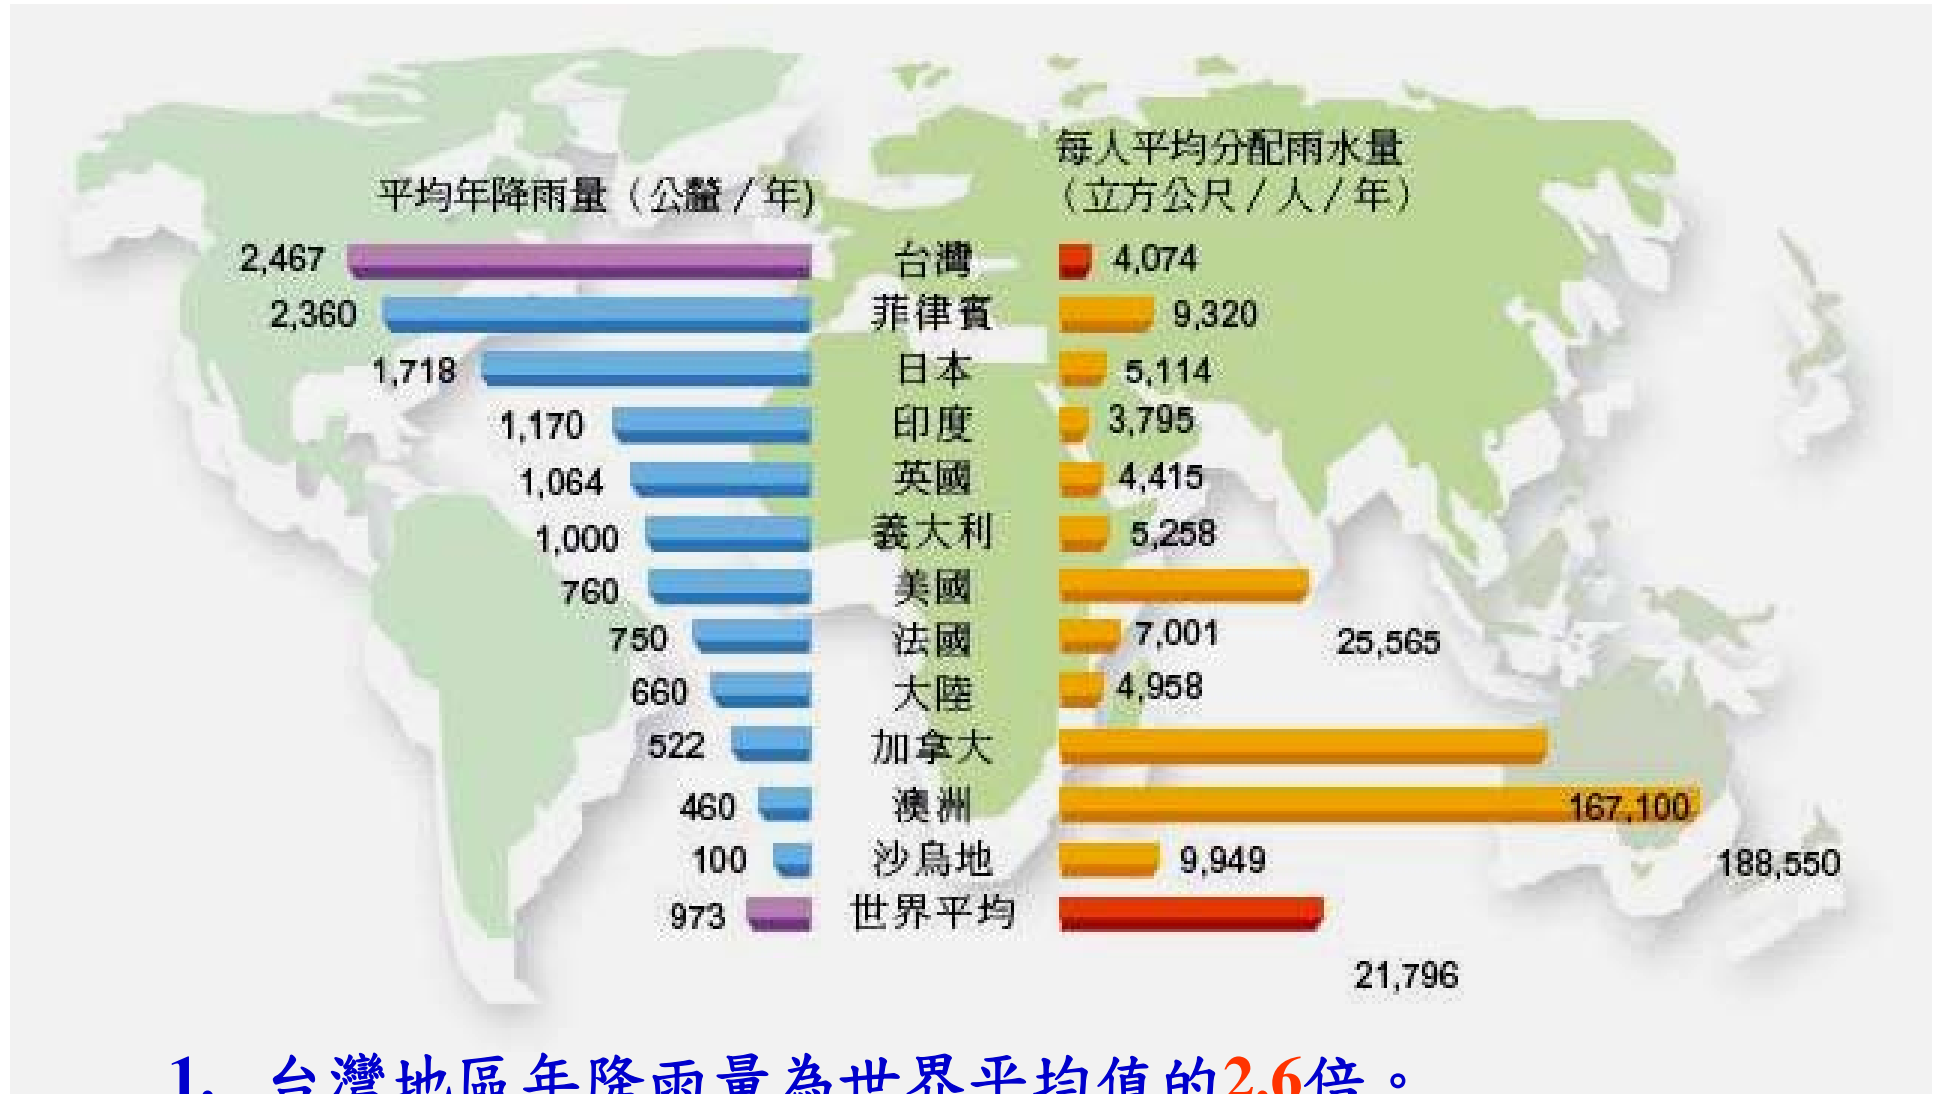 每人平均分配雨水量
平均年降雨量（公釐／年)
（立方公尺／人／年）
2,467 台灣 4,074
2,360 菲律賓 9,320
1,718 日本 5,114
1,170 印度 3,795
1,064 英國 4,415
1,000 義大利 5,258
760 美國
750 法國 7,001 25,565
660 大陸 4,958
522 加拿大
460 澳洲 167,100
100 沙烏地 9,949 188,550
973 世界平均
21,796
1. 台灣地區年降雨量為世界平均值的2.6倍。